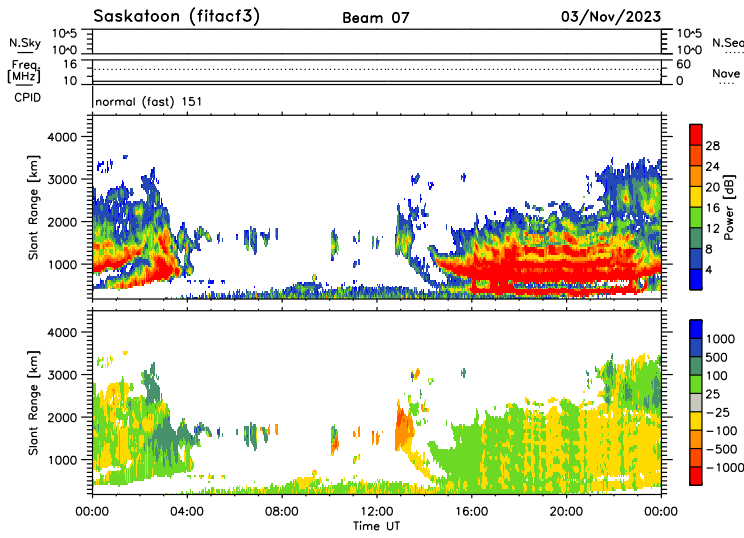 Saskatoon (fitacf3) Beam 07 03/Nov/2023
N.Sky 10^5 10^5 N.Sea
10^0 10^0
Freq. [MHz] 16 60 Nave
10 0
CPID normal (fast) 151
Slant Range [km]
4000
3000
2000
1000
28
24
20
16
12
8
4
Power [dB]
Slant Range [km]
4000
3000
2000
1000
1000
500
100
25
-25
-100
-500
-1000
00:00 04:00 08:00 12:00 16:00 20:00 00:00
Time UT